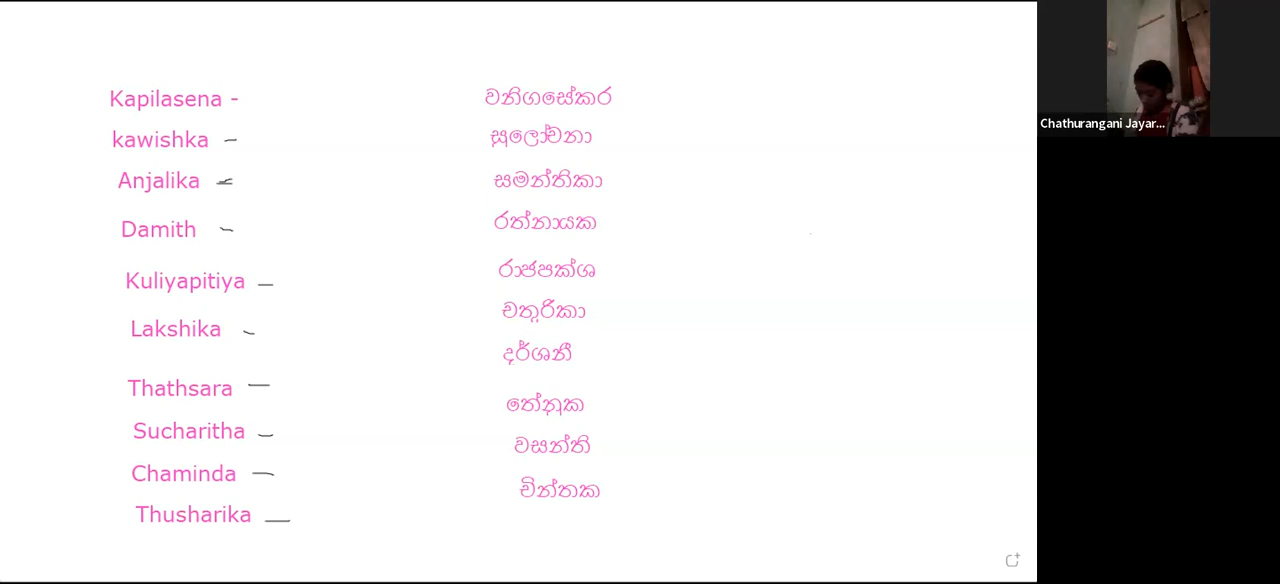 Kapilasena -
kawishka -
Anjalika -
Damith -
Kuliyapitiya -
Lakshika -
Thathsara -
Sucharitha -
Chaminda -
Thusharika -
වනිගසේකර
සුලෝචනා
සමන්තිකා
රත්නායක
රාජපක්ශ
චතුරිකා
දර්ශනී
තේනුක
වසන්ති
චින්තක
Chathurangani Jayar...